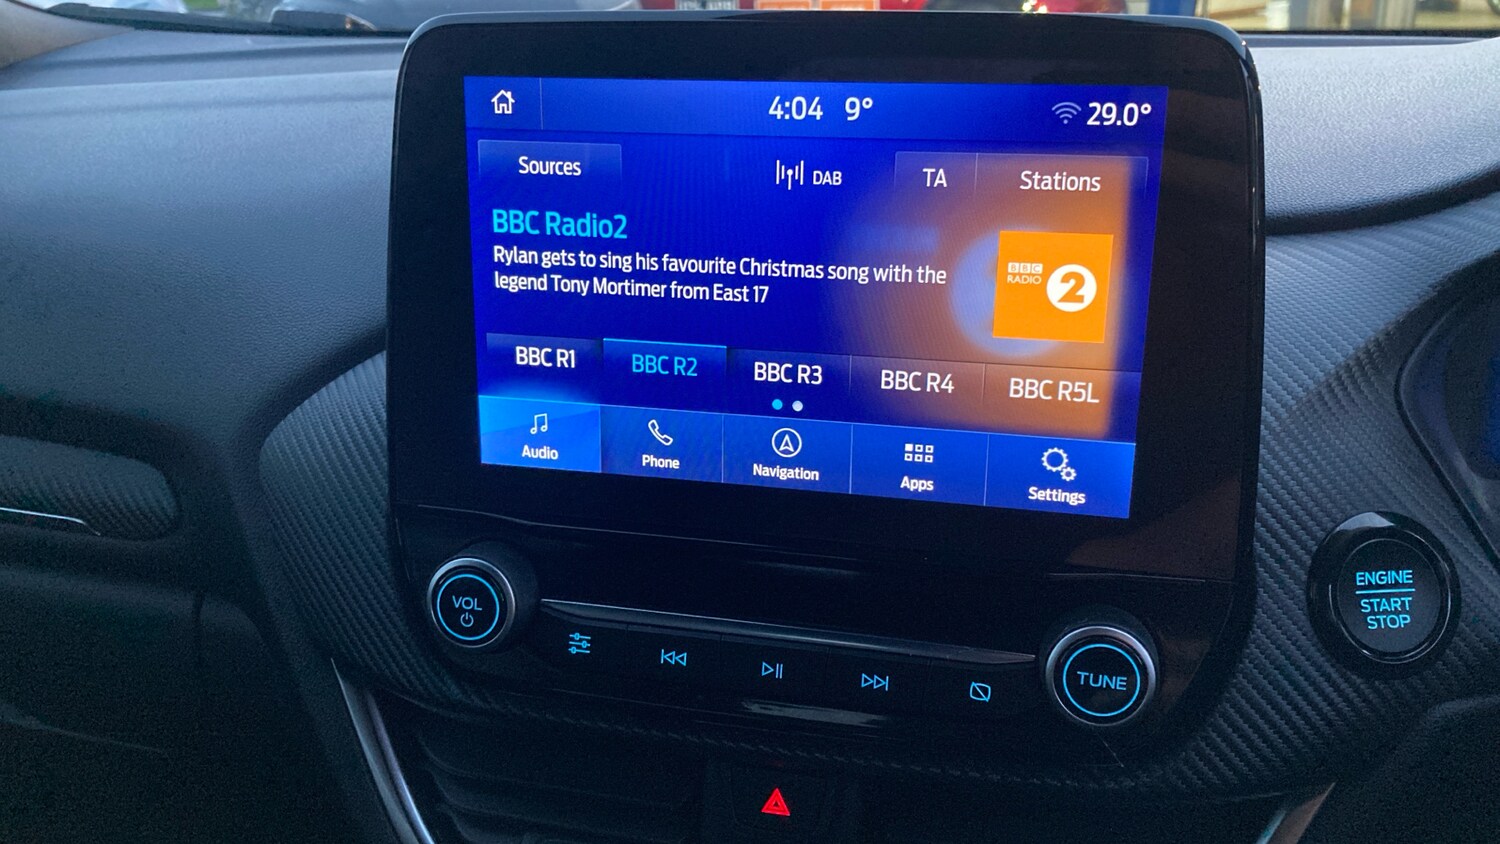 4:04 9° 29.0°
Sources DAB TA Stations
BBC Radio2
Rylan gets to sing his favourite Christmas song with the
legend Tony Mortimer from East 17
BBC
RADIO 2
BBC R1 BBC R2 BBC R3 BBC R4 BBC R5L
Audio Phone Navigation Apps Settings
VOL
TUNE
ENGINE
START
STOP